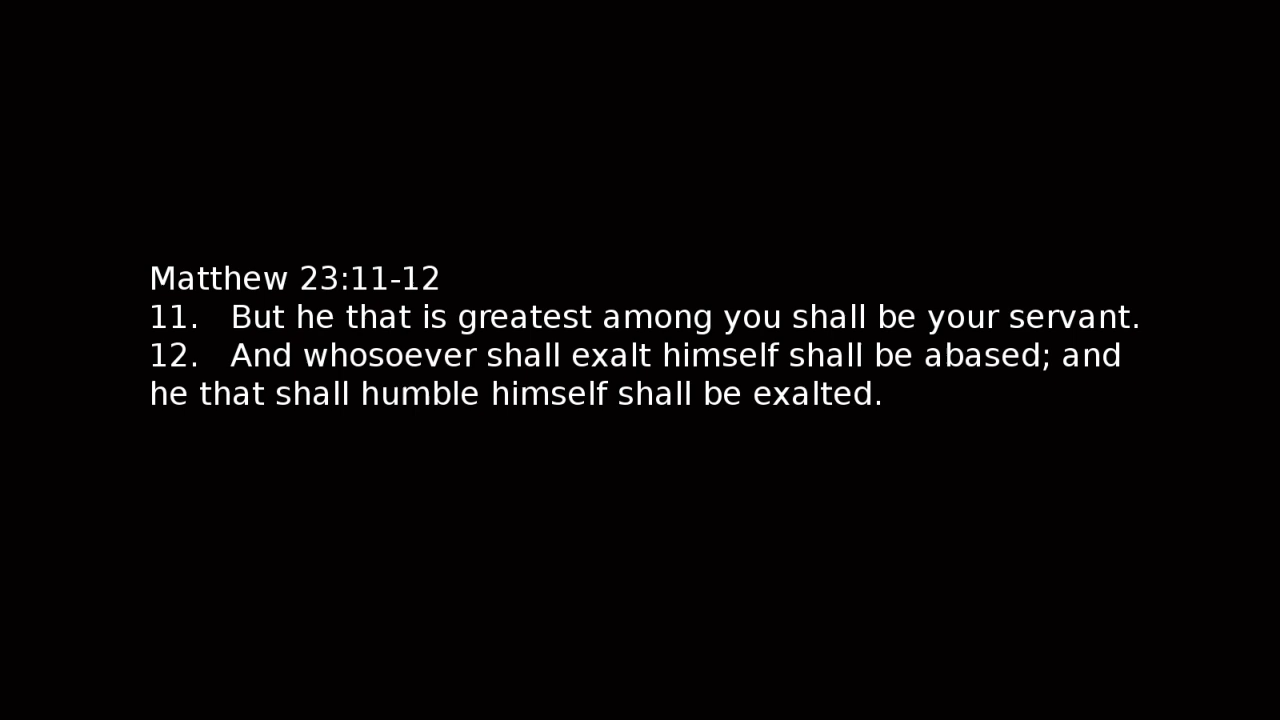 Matthew 23:11-12
11.   But he that is greatest among you shall be your servant.
12.   And whosoever shall exalt himself shall be abased; and
he that shall humble himself shall be exalted.